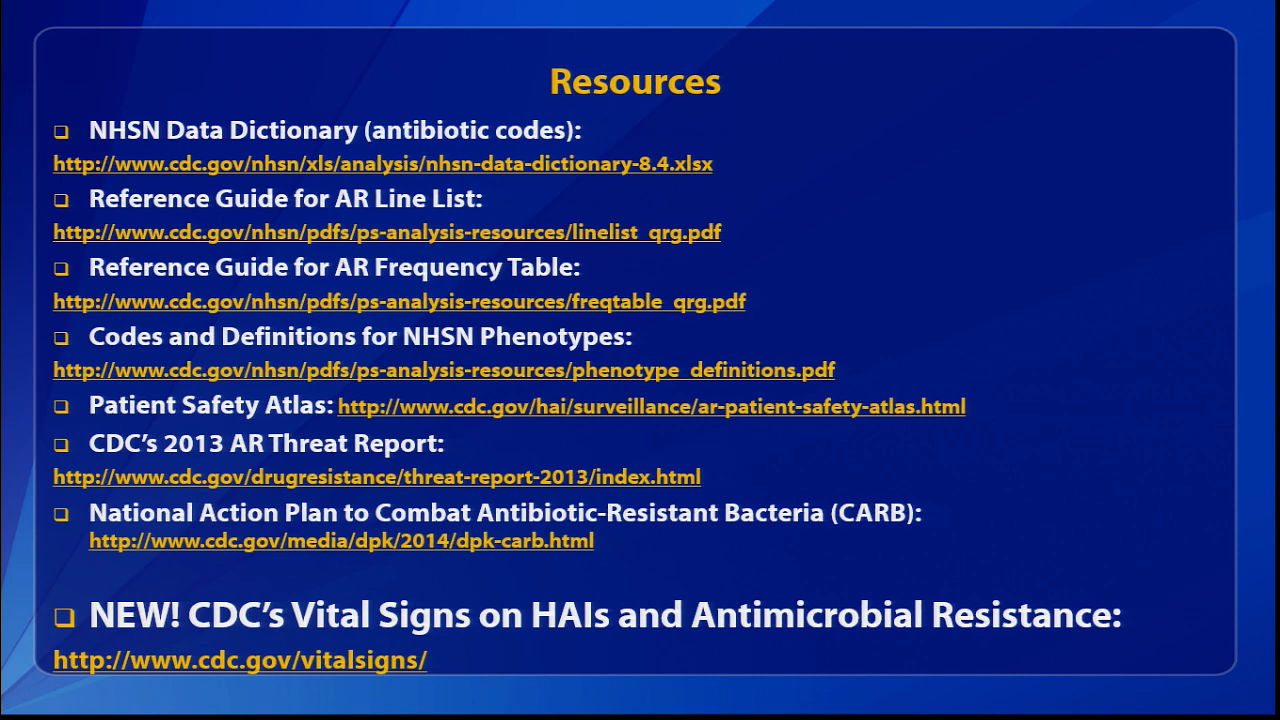 Resources
❑ NHSN Data Dictionary (antibiotic codes):
http://www.cdc.gov/nhsn/xls/analysis/nhsn-data-dictionary-8.4.xlsx
❑ Reference Guide for AR Line List:
http://www.cdc.gov/nhsn/pdfs/ps-analysis-resources/linelist_qrg.pdf
❑ Reference Guide for AR Frequency Table:
http://www.cdc.gov/nhsn/pdfs/ps-analysis-resources/freqtable_qrg.pdf
❑ Codes and Definitions for NHSN Phenotypes:
http://www.cdc.gov/nhsn/pdfs/ps-analysis-resources/phenotype_definitions.pdf
❑ Patient Safety Atlas: http://www.cdc.gov/hai/surveillance/ar-patient-safety-atlas.html
❑ CDC’s 2013 AR Threat Report:
http://www.cdc.gov/drugresistance/threat-report-2013/index.html
❑ National Action Plan to Combat Antibiotic-Resistant Bacteria (CARB):
http://www.cdc.gov/media/dpk/2014/dpk-carb.html
❑ NEW! CDC’s Vital Signs on HAIs and Antimicrobial Resistance:
http://www.cdc.gov/vitalsigns/